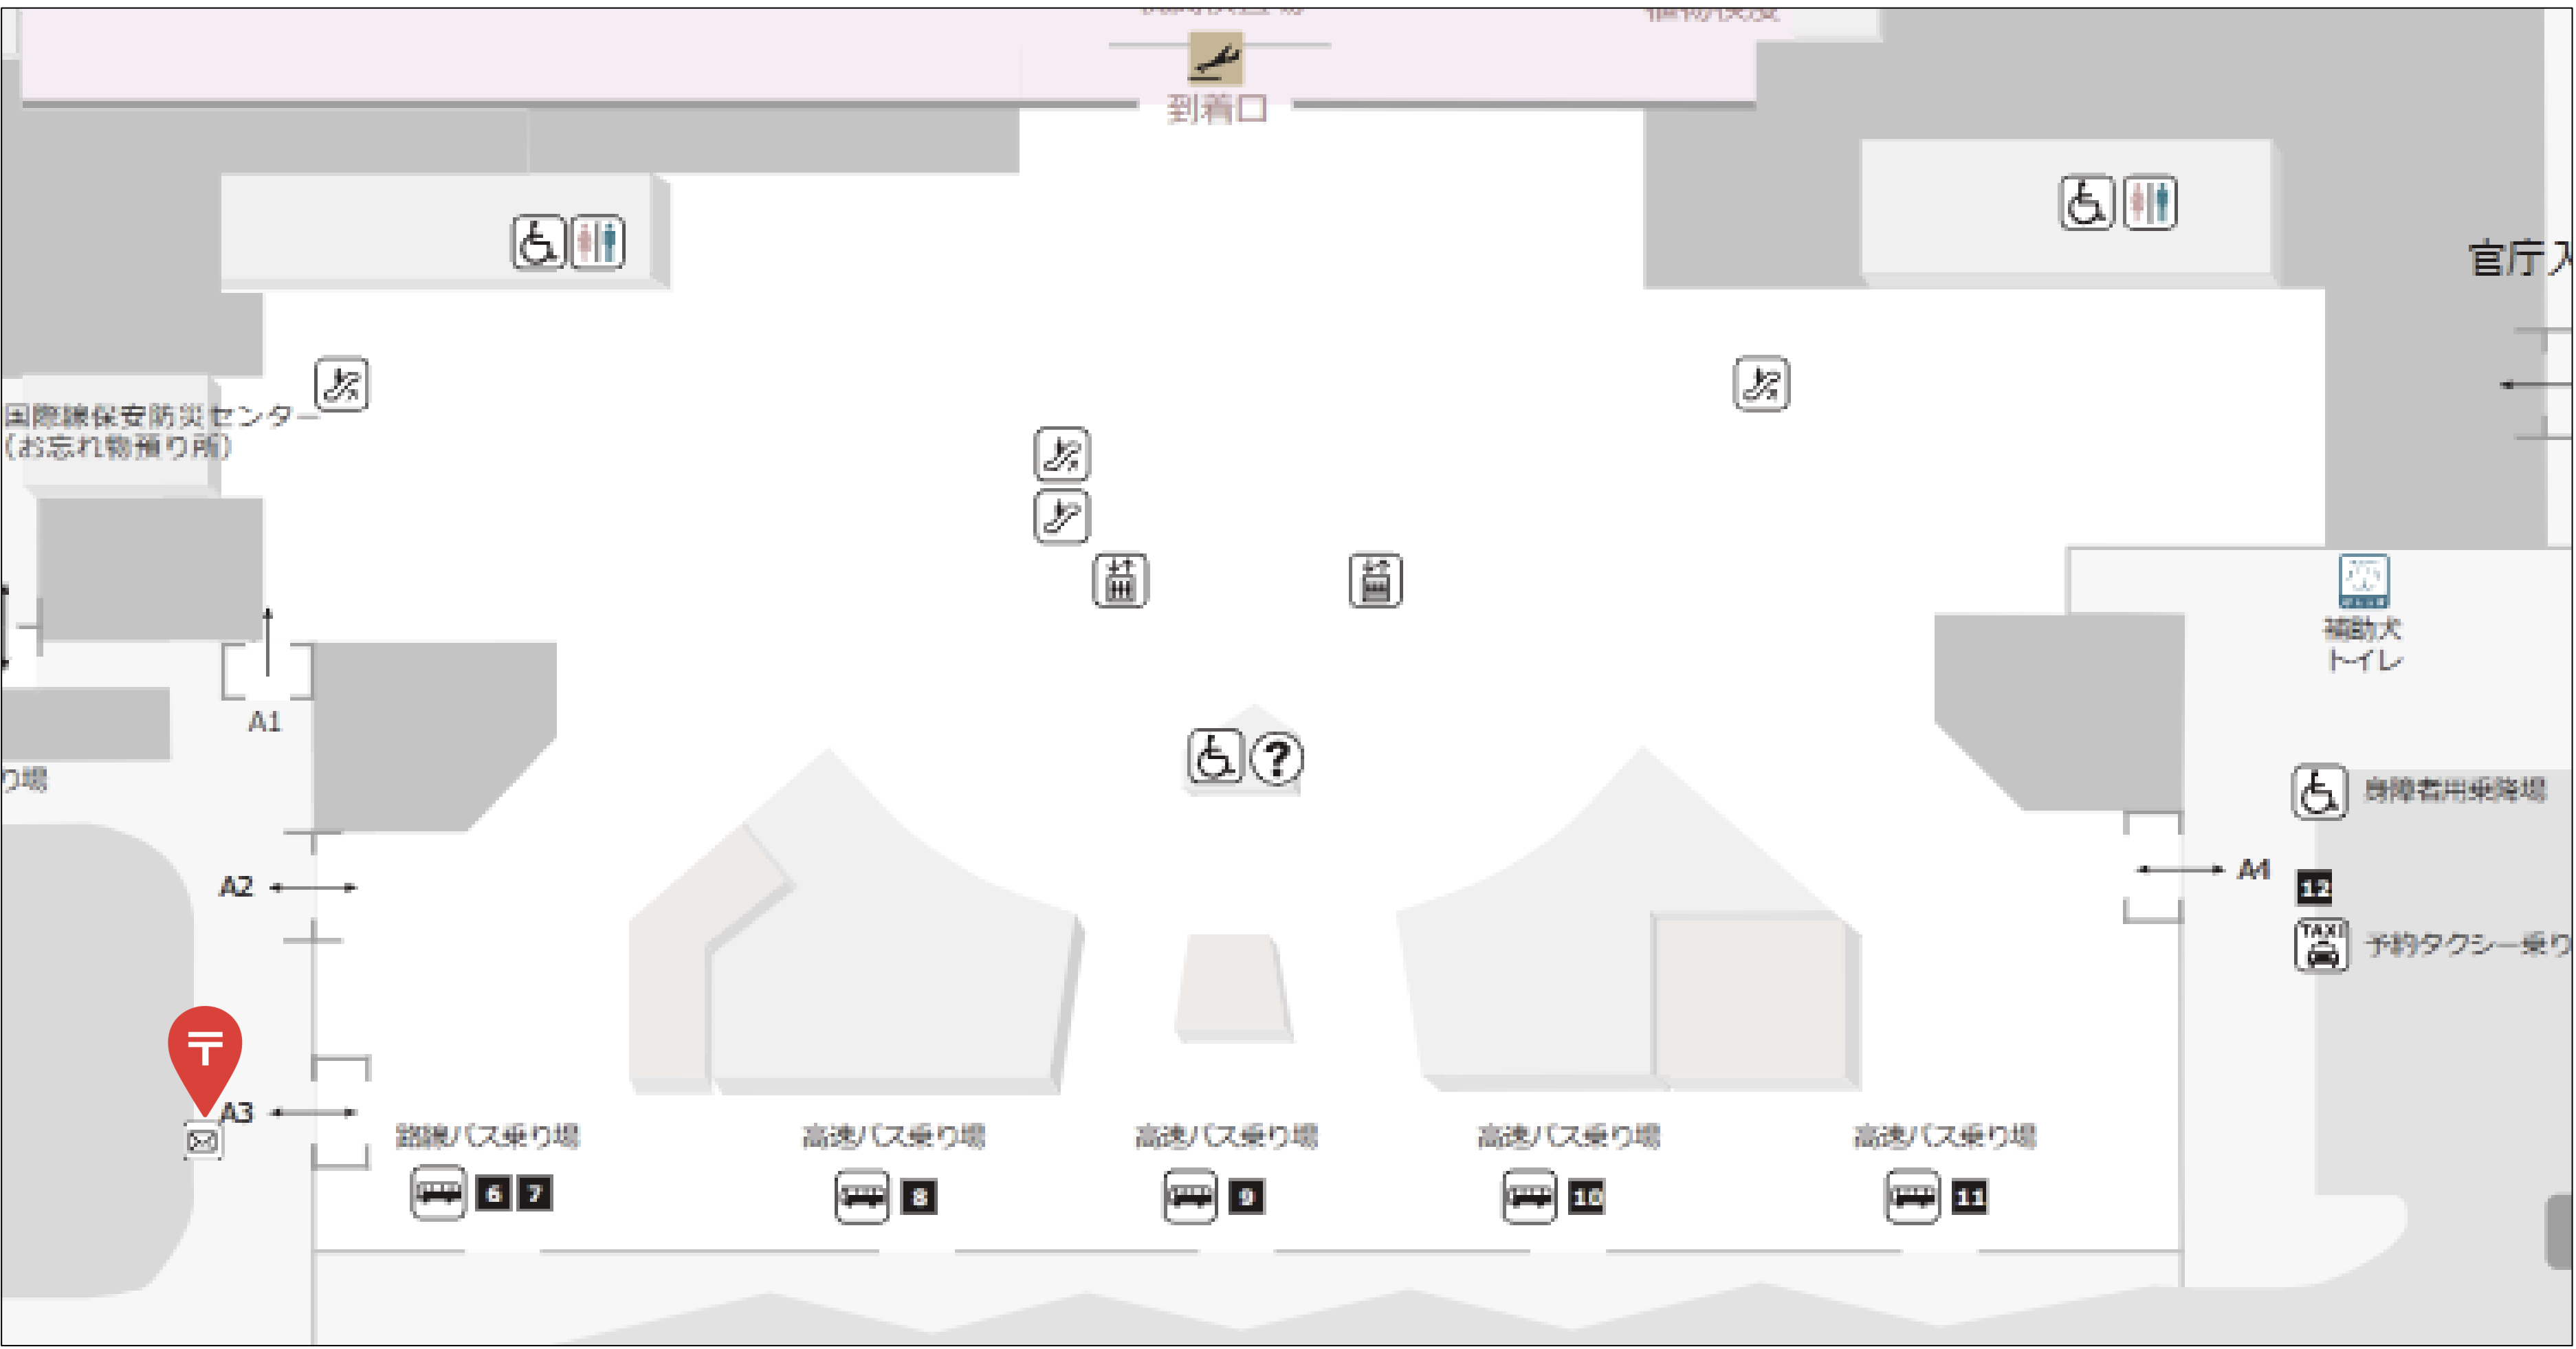 到着口
官庁入
国際線保安防災センター
(お忘れ物預り所)
補助犬
トイレ
A1
り場
?
身障者用乗降場
A2
A4
12
TAXI
予約タクシー乗り
〒
A3
路線バス乗り場
高速バス乗り場
高速バス乗り場
高速バス乗り場
高速バス乗り場
6 7
8
9
10
11